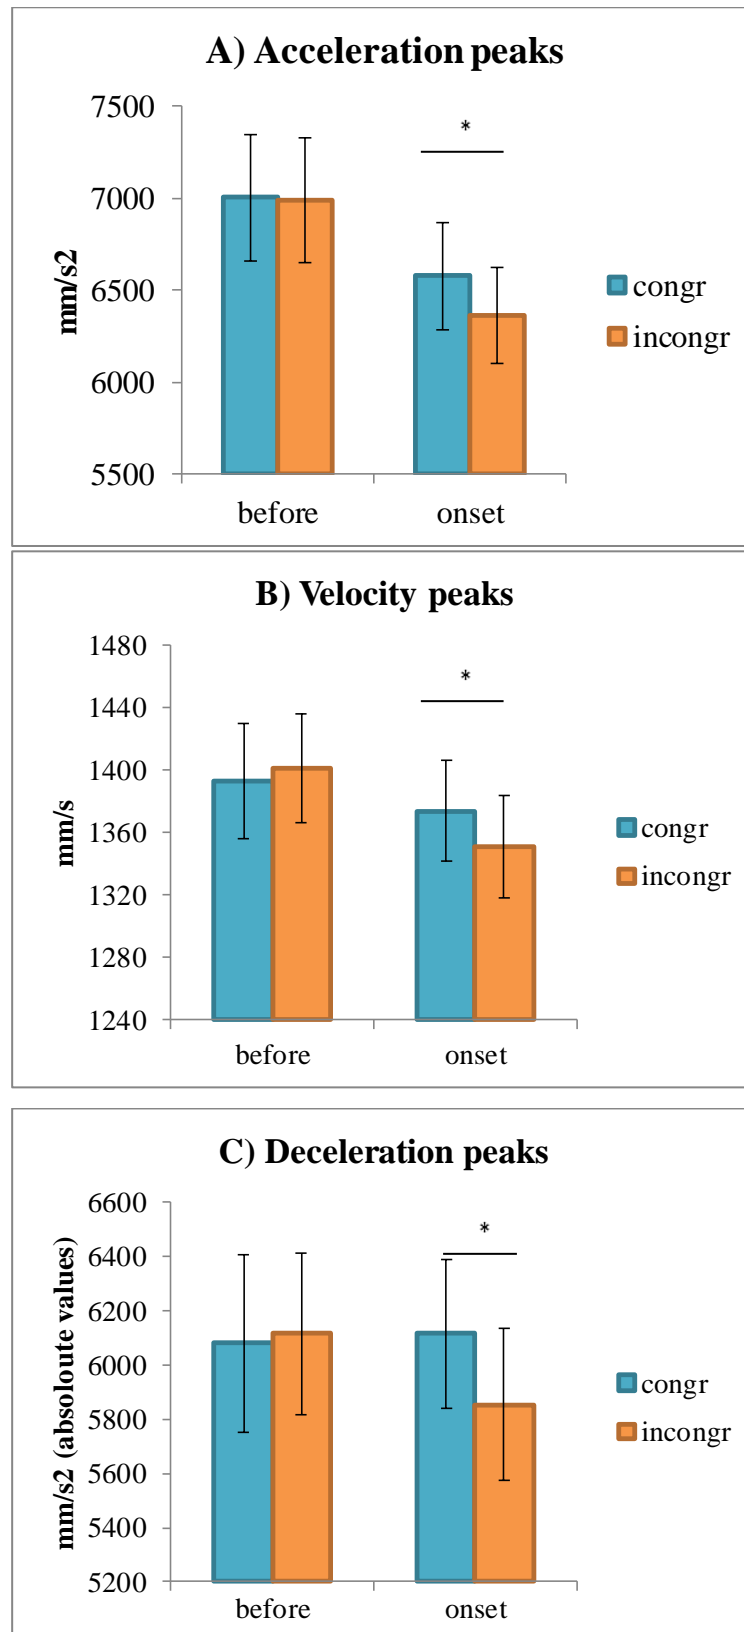 A) Acceleration peaks
7500
7000
6500
6000
5500
mm/s2
*
before
onset
congr
incongr
B) Velocity peaks
1480
1440
1400
1360
1320
1280
1240
mm/s
*
before
onset
congr
incongr
C) Deceleration peaks
6600
6400
6200
6000
5800
5600
5400
5200
mm/s2 (absoloute values)
*
before
onset
congr
incongr